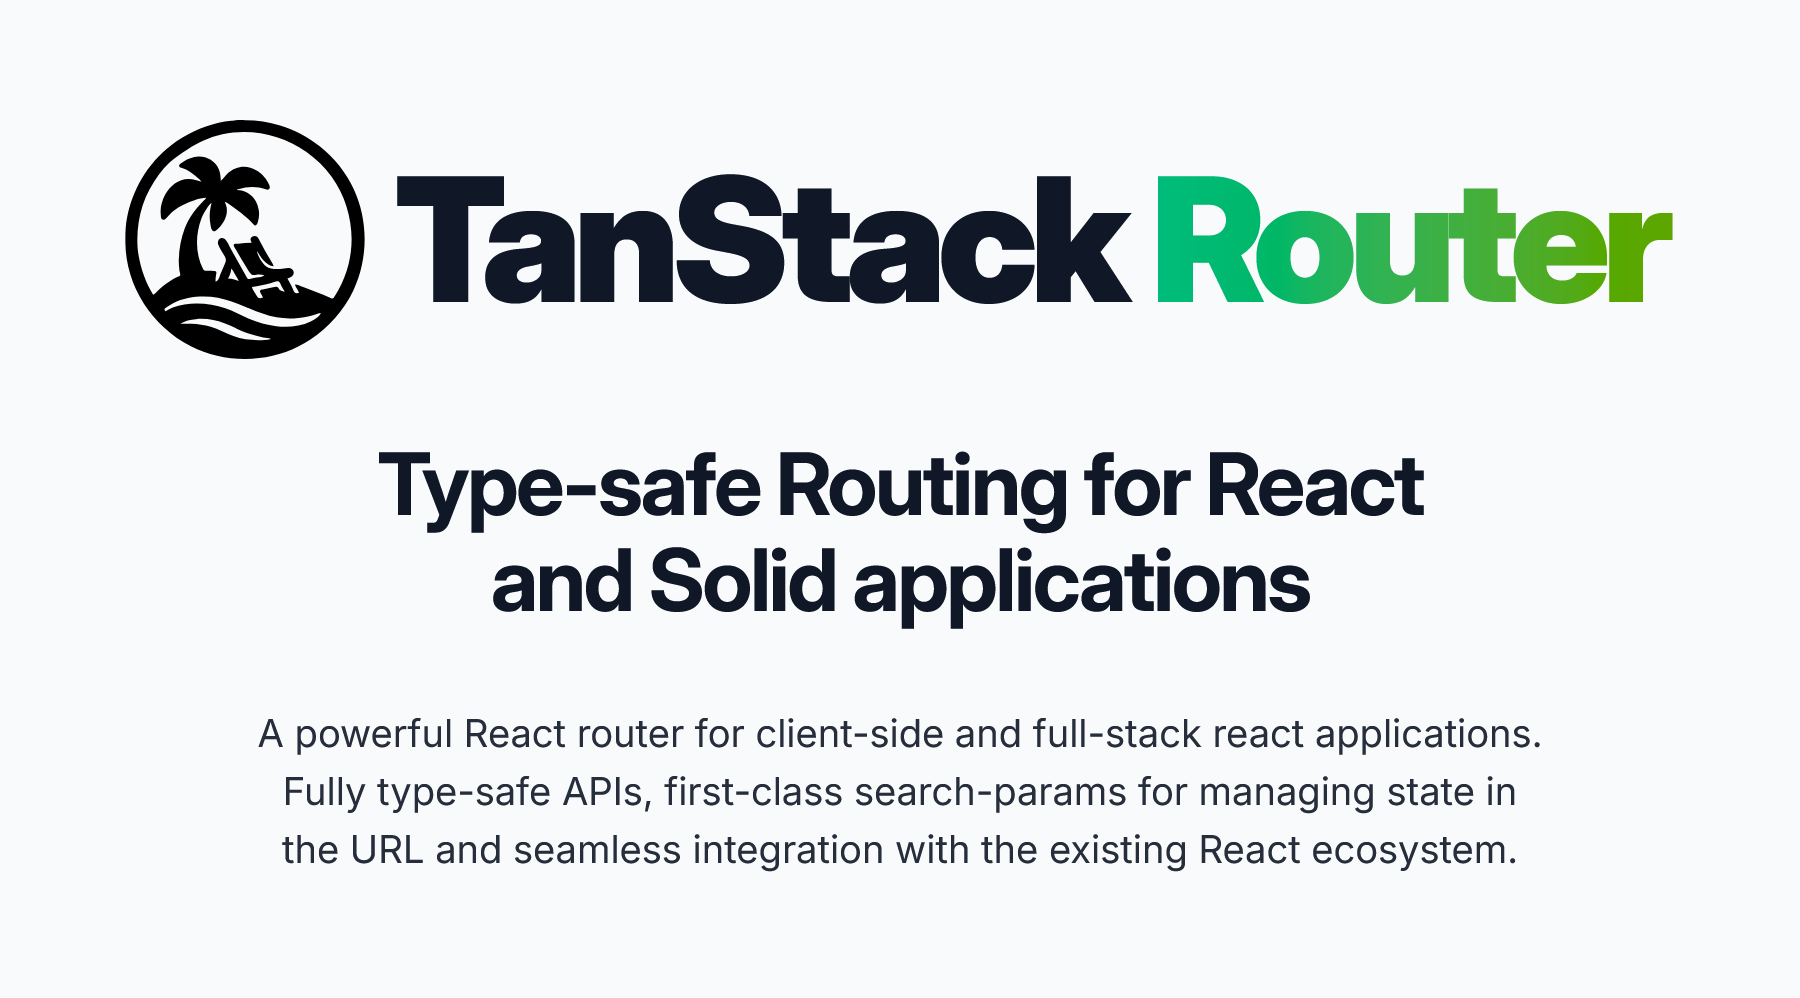 TanStack Router
Type-safe Routing for React
and Solid applications
A powerful React router for client-side and full-stack react applications.
Fully type-safe APIs, first-class search-params for managing state in
the URL and seamless integration with the existing React ecosystem.